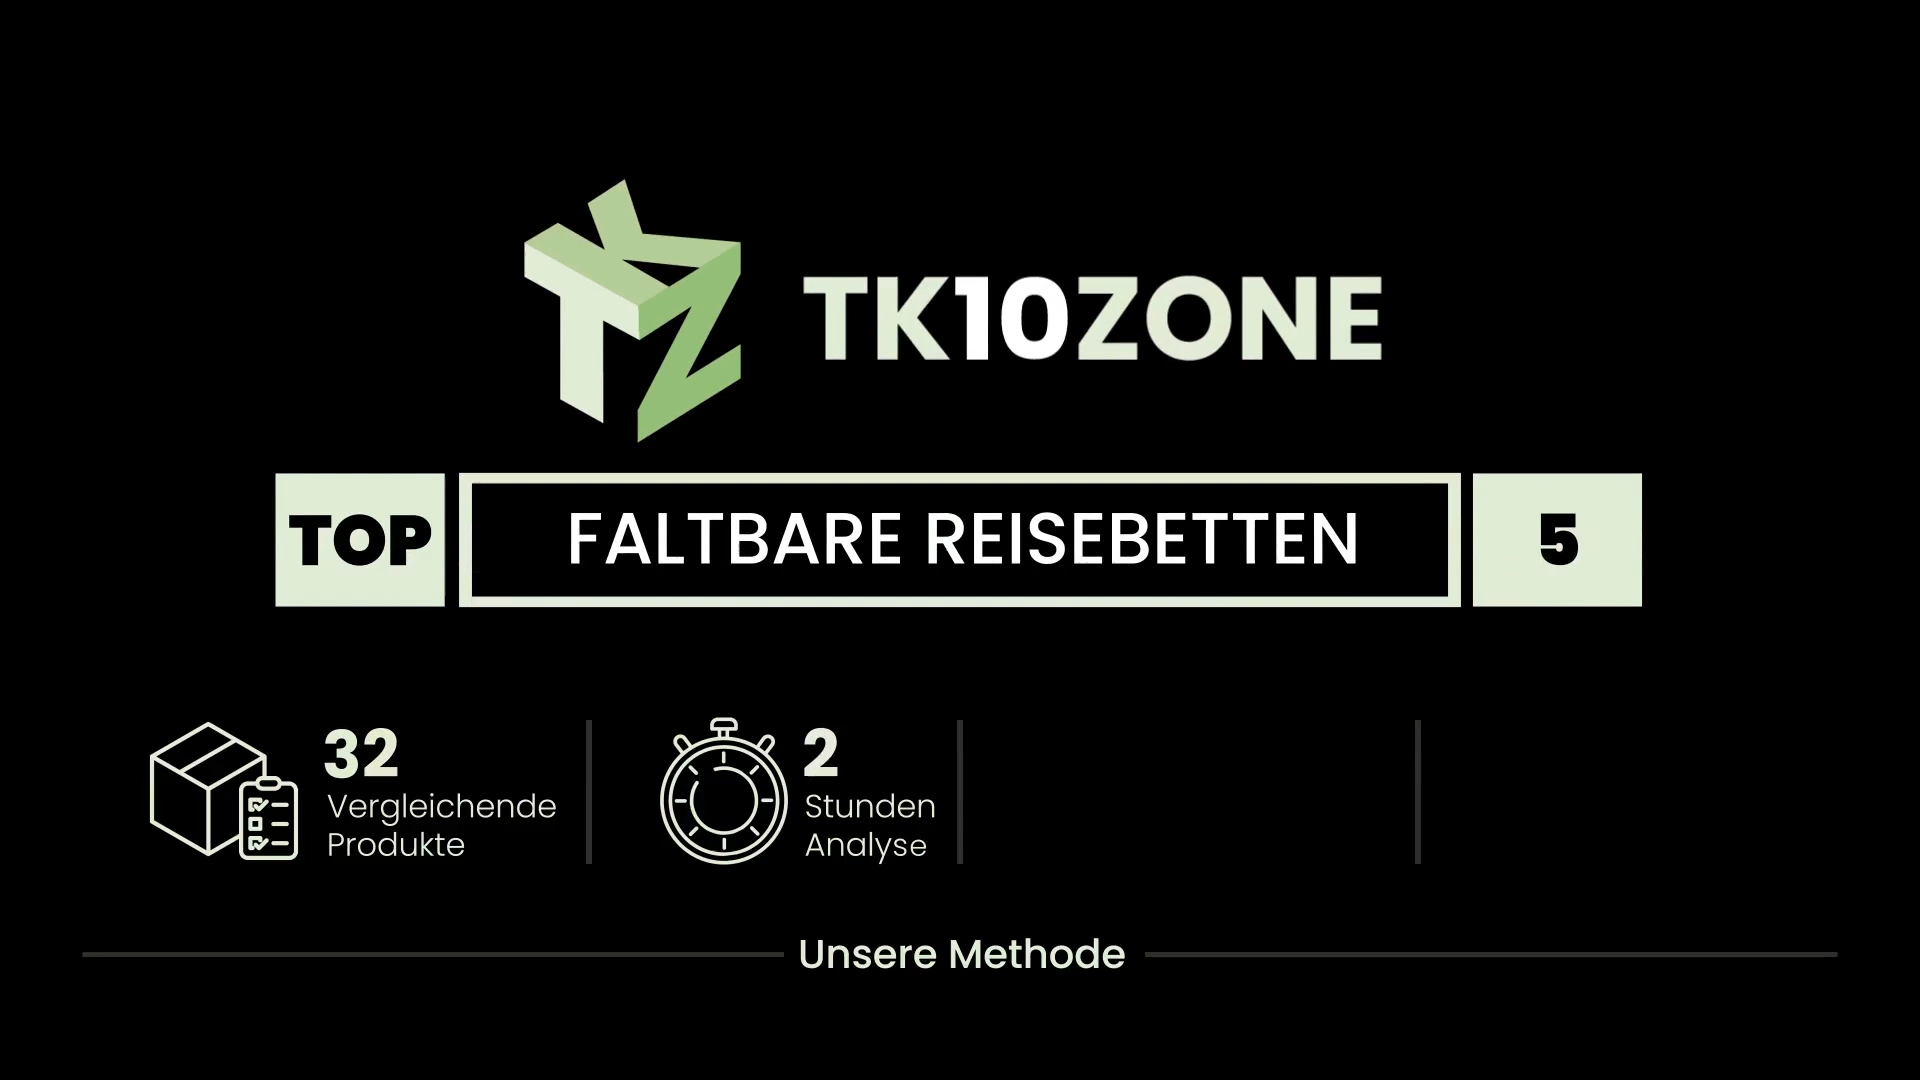 TK10ZONE
TOP
FALTBARE REISEBETTEN
5
32
Vergleichende
Produkte
2
Stunden
Analyse
Unsere Methode